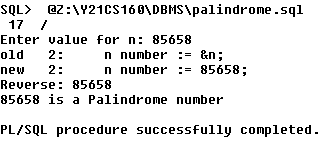 SQL> @Z:\Y21CS160\DBMS\palindrome.sql
17 /
Enter value for n: 85658
old 2: n number := &n;
new 2: n number := 85658;
Reverse: 85658
85658 is a Palindrome number
PL/SQL procedure successfully completed.